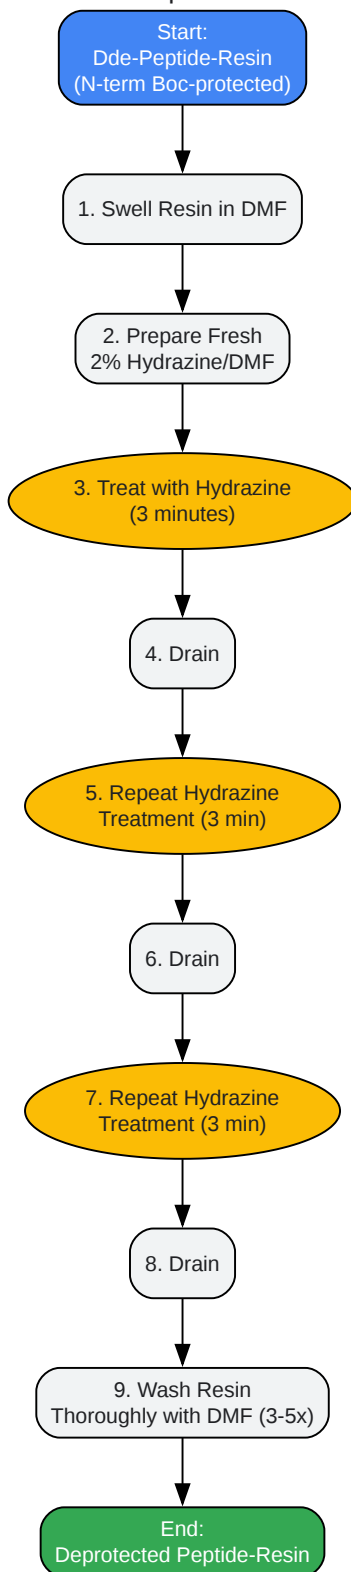 Start:
Dde-Peptide-Resin
(N-term Boc-protected)
1. Swell Resin in DMF
2. Prepare Fresh
2% Hydrazine/DMF
3. Treat with Hydrazine
(3 minutes)
4. Drain
5. Repeat Hydrazine
Treatment (3 min)
6. Drain
7. Repeat Hydrazine
Treatment (3 min)
8. Drain
9. Wash Resin
Thoroughly with DMF (3-5x)
End:
Deprotected Peptide-Resin